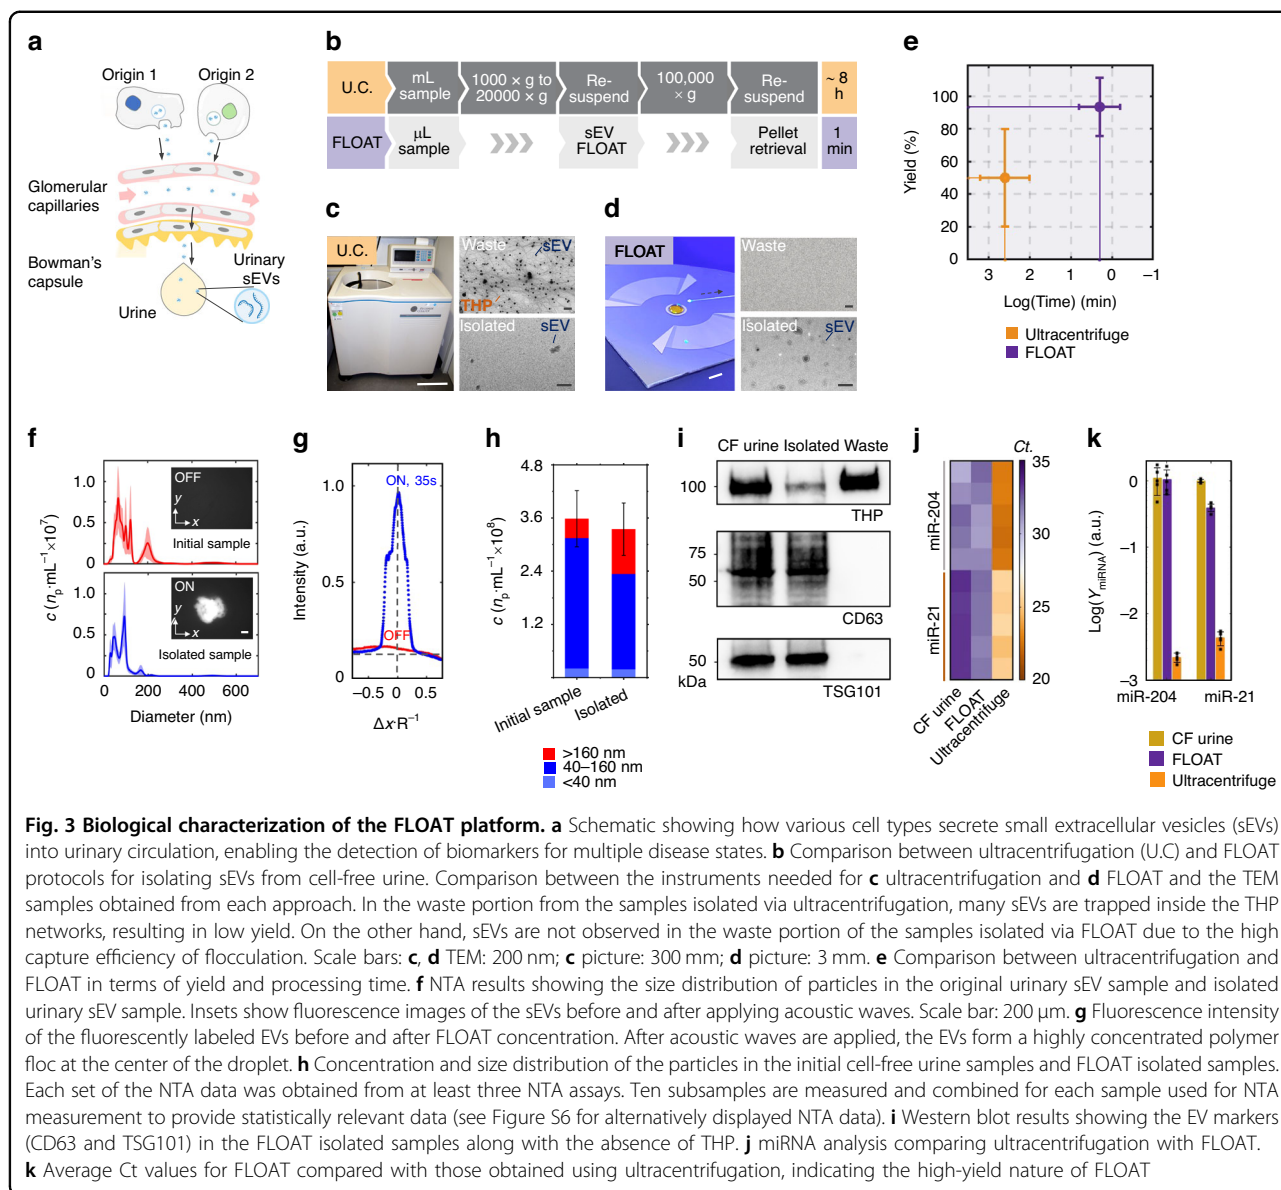 a
Origin 1
Origin 2
Glomerular
capillaries
Bowman's
capsule
Urinary
sEVs
Urine
b
U.C.
mL
sample
1000 × g to
20000 × g
Re-
suspend
100,000
× g
Re-
suspend
~ 8
h
FLOAT
μL
sample
sEV
FLOAT
Pellet
retrieval
1
min
c
U.C.
Waste
sEV
THP
Isolated
sEV
d
FLOAT
Waste
Isolated
sEV
e
Yield (%)
100
80
60
40
20
0
3 2 1 0 −1
Log(Time) (min)
Ultracentrifuge
FLOAT
f
c (nₚ·mL⁻¹×10⁷)
1.0
0.5
0
OFF
y
x
Initial sample
1.0
0.5
0
ON
y
x
Isolated sample
0 200 400 600
Diameter (nm)
g
Intensity (a.u.)
1.0
0.5
0.1
ON, 35s
OFF
−0.5 0 0.5
Δx·R⁻¹
h
c (nₚ·mL⁻¹×10⁸)
4.8
3.6
2.4
1.2
Initial sample
Isolated
>160 nm
40–160 nm
<40 nm
i
CF urine Isolated Waste
100
THP
75
50
CD63
50
kDa
TSG101
j
Ct.
35
30
25
20
miR-204
miR-21
CF urine
FLOAT
Ultracentrifuge
k
Log(Y_miRNA) (a.u.)
0
−1
−2
−3
miR-204
miR-21
CF urine
FLOAT
Ultracentrifuge
Fig. 3 Biological characterization of the FLOAT platform. a Schematic showing how various cell types secrete small extracellular vesicles (sEVs)
into urinary circulation, enabling the detection of biomarkers for multiple disease states. b Comparison between ultracentrifugation (U.C) and FLOAT
protocols for isolating sEVs from cell-free urine. Comparison between the instruments needed for c ultracentrifugation and d FLOAT and the TEM
samples obtained from each approach. In the waste portion from the samples isolated via ultracentrifugation, many sEVs are trapped inside the THP
networks, resulting in low yield. On the other hand, sEVs are not observed in the waste portion of the samples isolated via FLOAT due to the high
capture efficiency of flocculation. Scale bars: c, d TEM: 200 nm; c picture: 300 mm; d picture: 3 mm. e Comparison between ultracentrifugation and
FLOAT in terms of yield and processing time. f NTA results showing the size distribution of particles in the original urinary sEV sample and isolated
urinary sEV sample. Insets show fluorescence images of the sEVs before and after applying acoustic waves. Scale bar: 200 μm. g Fluorescence intensity
of the fluorescently labeled EVs before and after FLOAT concentration. After acoustic waves are applied, the EVs form a highly concentrated polymer
floc at the center of the droplet. h Concentration and size distribution of the particles in the initial cell-free urine samples and FLOAT isolated samples.
Each set of the NTA data was obtained from at least three NTA assays. Ten subsamples are measured and combined for each sample used for NTA
measurement to provide statistically relevant data (see Figure S6 for alternatively displayed NTA data). i Western blot results showing the EV markers
(CD63 and TSG101) in the FLOAT isolated samples along with the absence of THP. j miRNA analysis comparing ultracentrifugation with FLOAT.
k Average Ct values for FLOAT compared with those obtained using ultracentrifugation, indicating the high-yield nature of FLOAT